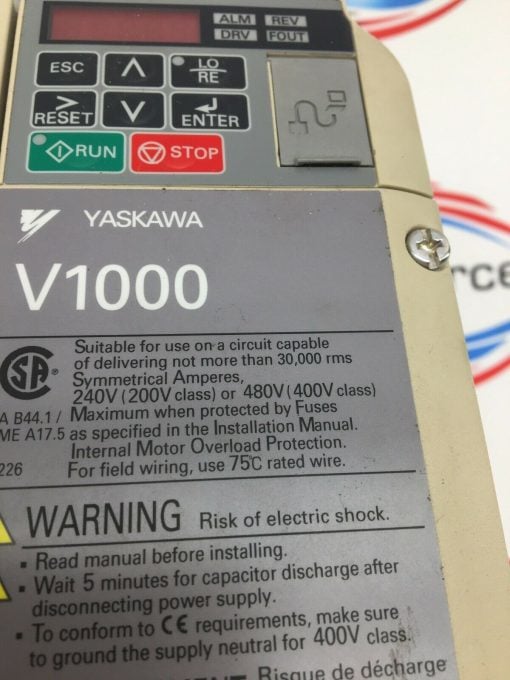 ALM REV
DRV FOUT
ESC LO
RE
> RESET ENTER
RUN STOP
YASKAWA
V1000
Suitable for use on a circuit capable
of delivering not more than 30,000 rms
Symmetrical Amperes,
240V (200V class) or 480V (400V class)
A B44.1 / Maximum when protected by Fuses
ME A17.5 as specified in the Installation Manual.
Internal Motor Overload Protection.
226 For field wiring, use 75℃ rated wire.
WARNING Risk of electric shock.
▪ Read manual before installing.
▪ Wait 5 minutes for capacitor discharge after
disconnecting power supply.
▪ To conform to CE requirements, make sure
to ground the supply neutral for 400V class.
Risque de décharge